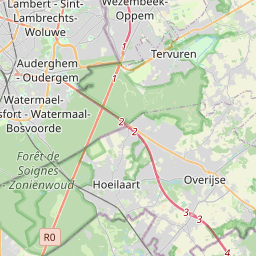 Lambert - Sint-
Lambrechts-
Woluwe
Wezembeek-
Oppem
1
Tervuren
Auderghem
- Oudergem
1
Watermael-
sfort - Watermaal-
Bosvoorde
2
2
Forêt de
Soignes -
Zoniënwoud
Hoeilaart
Overijse
3
3
R0
4